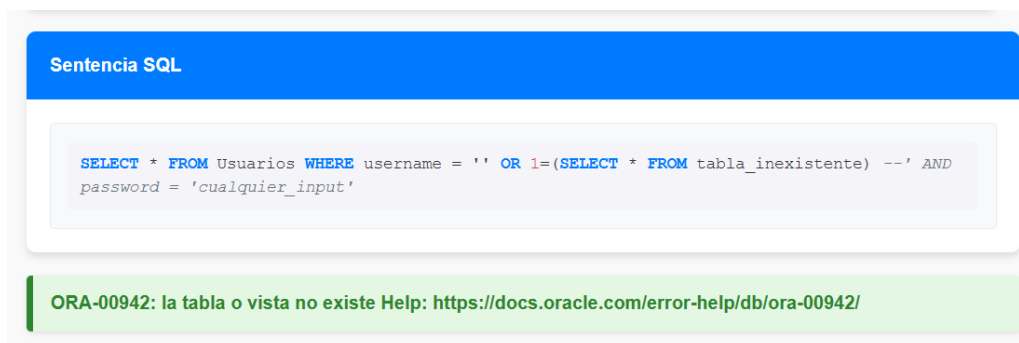 Sentencia SQL
SELECT * FROM Usuarios WHERE username = '' OR 1=(SELECT * FROM tabla_inexistente) --' AND
password = 'cualquier_input'
ORA-00942: la tabla o vista no existe Help: https://docs.oracle.com/error-help/db/ora-00942/